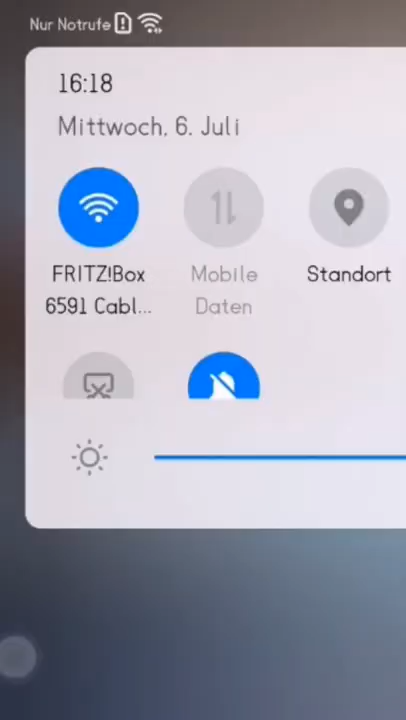 Nur Notrufe
16:18
Mittwoch, 6. Juli
FRITZ!Box
6591 Cabl...
Mobile
Daten
Standort